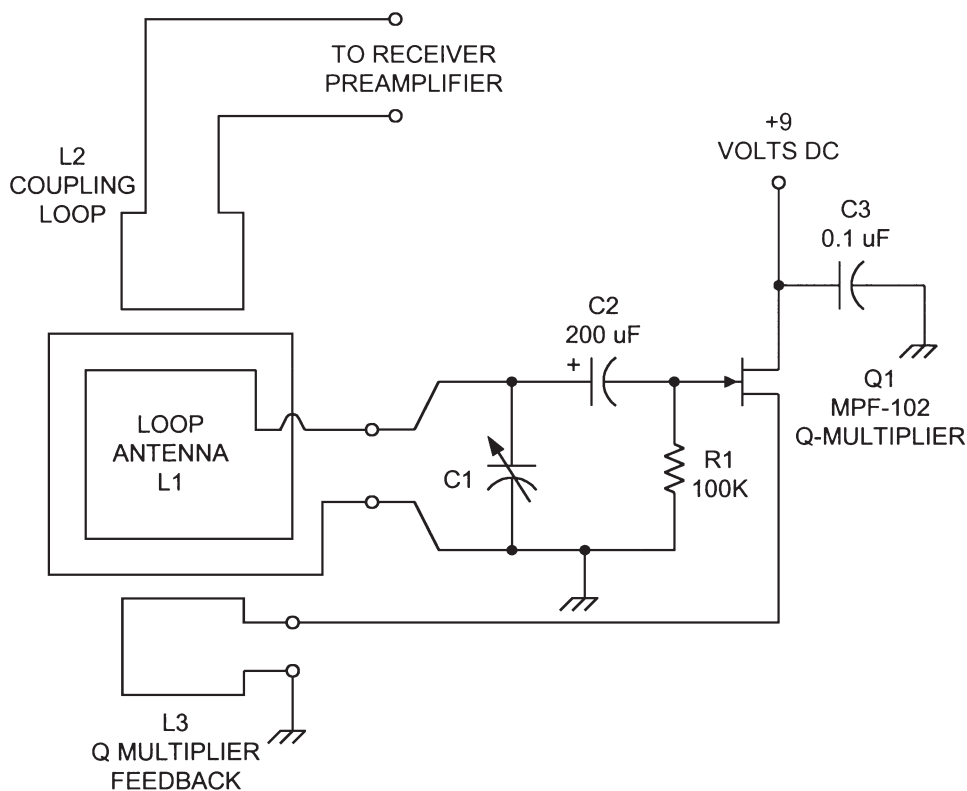 TO RECEIVER
PREAMPLIFIER
+9
VOLTS DC
L2
COUPLING
LOOP
C3
0.1 uF
C2
200 uF
+
Q1
MPF-102
Q-MULTIPLIER
LOOP
ANTENNA
L1
C1
R1
100K
L3
Q MULTIPLIER
FEEDBACK